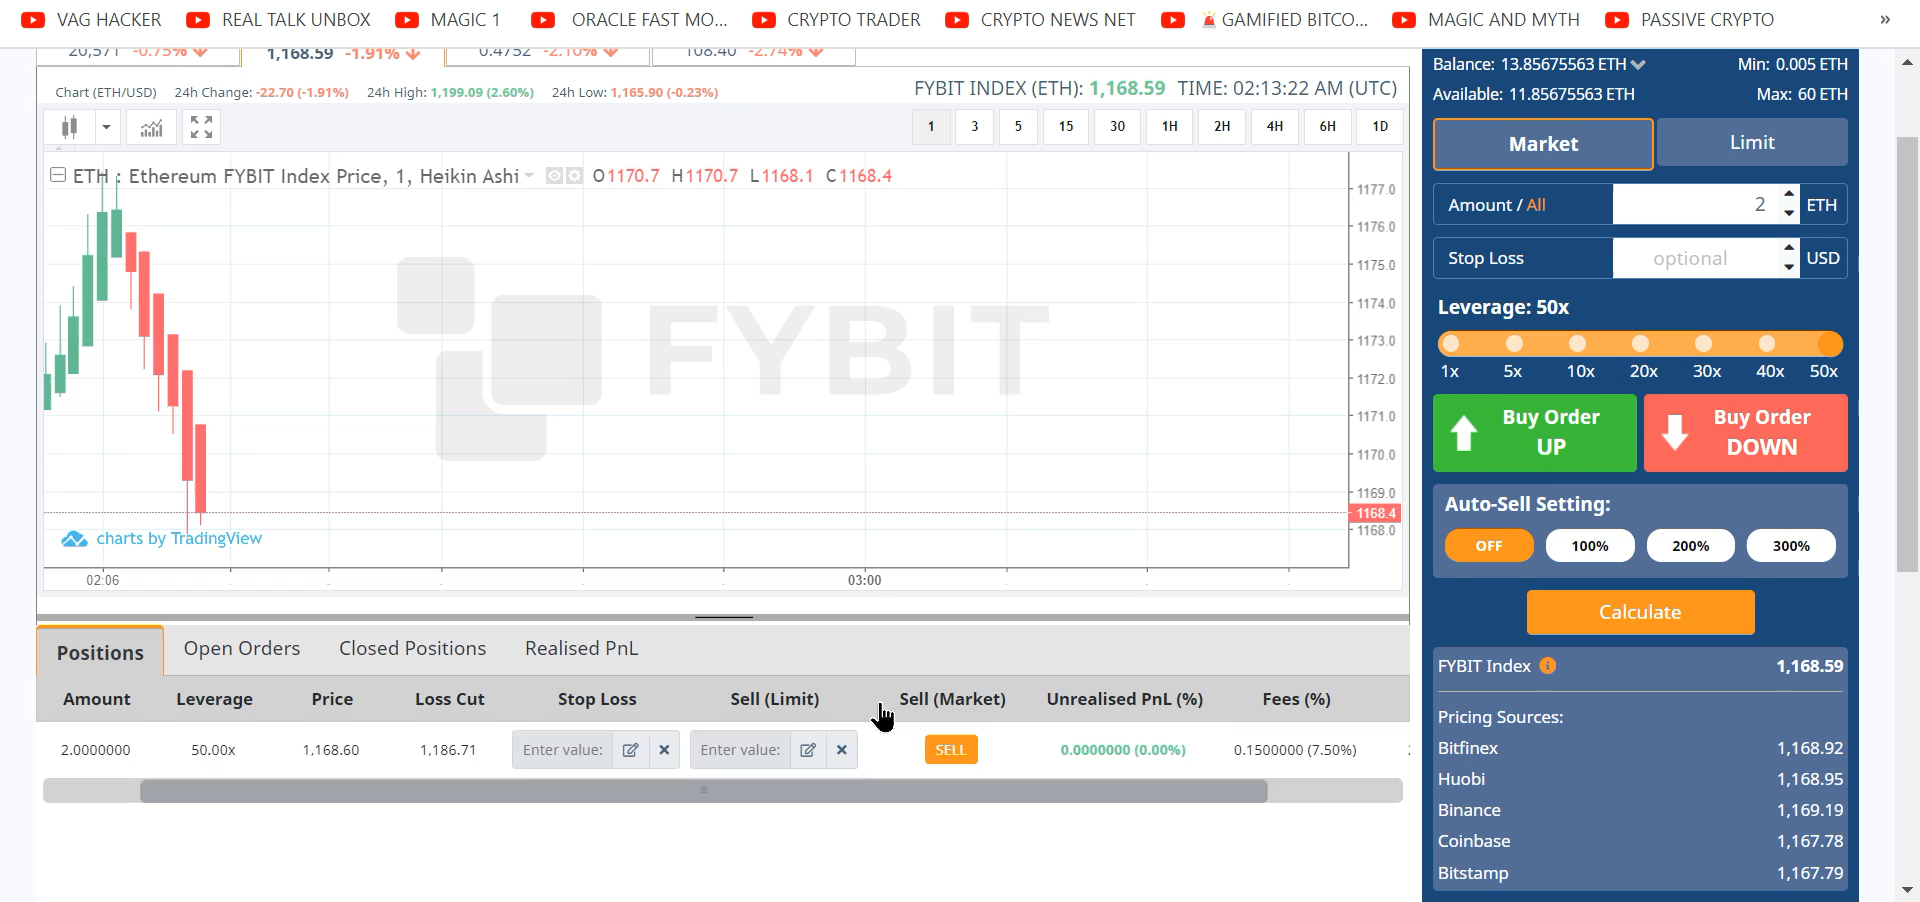 VAG HACKER REAL TALK UNBOX MAGIC 1 ORACLE FAST MO... CRYPTO TRADER CRYPTO NEWS NET GAMIFIED BITCO... MAGIC AND MYTH PASSIVE CRYPTO »
20,571 -0.75% 1,168.59 -1.91% 0.4752 -2.10% 108.40 -2.74%
Chart (ETH/USD) 24h Change: -22.70 (-1.91%) 24h High: 1,199.09 (2.60%) 24h Low: 1,165.90 (-0.23%) FYBIT INDEX (ETH): 1,168.59 TIME: 02:13:22 AM (UTC)
1 3 5 15 30 1H 2H 4H 6H 1D
ETH : Ethereum FYBIT Index Price, 1, Heikin Ashi O1170.7 H1170.7 L1168.1 C1168.4
1177.0
1176.0
1175.0
1174.0
1173.0
1172.0
1171.0
1170.0
1169.0
1168.4
1168.0
FYBIT
charts by TradingView
02:06 03:00
Positions Open Orders Closed Positions Realised PnL
Amount Leverage Price Loss Cut Stop Loss Sell (Limit) Sell (Market) Unrealised PnL (%) Fees (%)
2.0000000 50.00x 1,168.60 1,186.71 Enter value: Enter value: SELL 0.0000000 (0.00%) 0.1500000 (7.50%)
Balance: 13.85675563 ETH Min: 0.005 ETH
Available: 11.85675563 ETH Max: 60 ETH
Market Limit
Amount / All 2 ETH
Stop Loss optional USD
Leverage: 50x
1x 5x 10x 20x 30x 40x 50x
Buy Order UP Buy Order DOWN
Auto-Sell Setting:
OFF 100% 200% 300%
Calculate
FYBIT Index 1,168.59
Pricing Sources:
Bitfinex 1,168.92
Huobi 1,168.95
Binance 1,169.19
Coinbase 1,167.78
Bitstamp 1,167.79